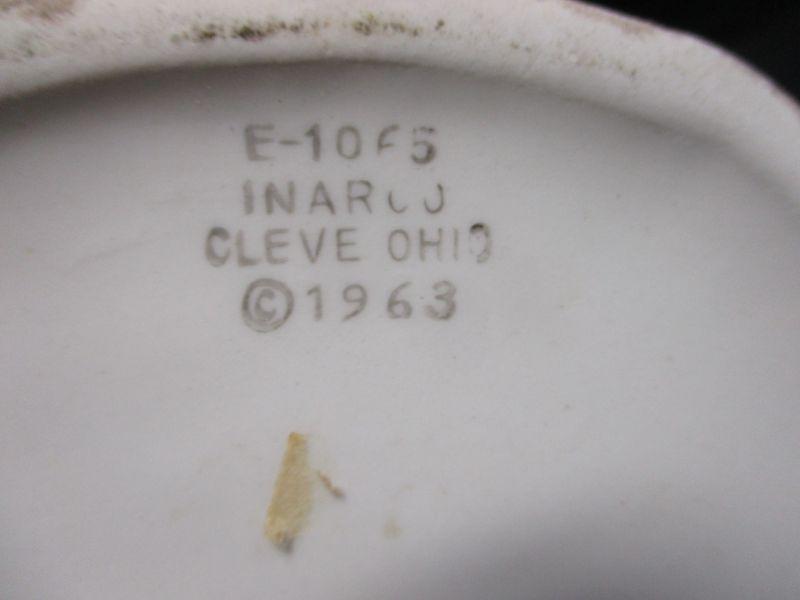 E-1065
INARCO
CLEVE OHIO
©1963